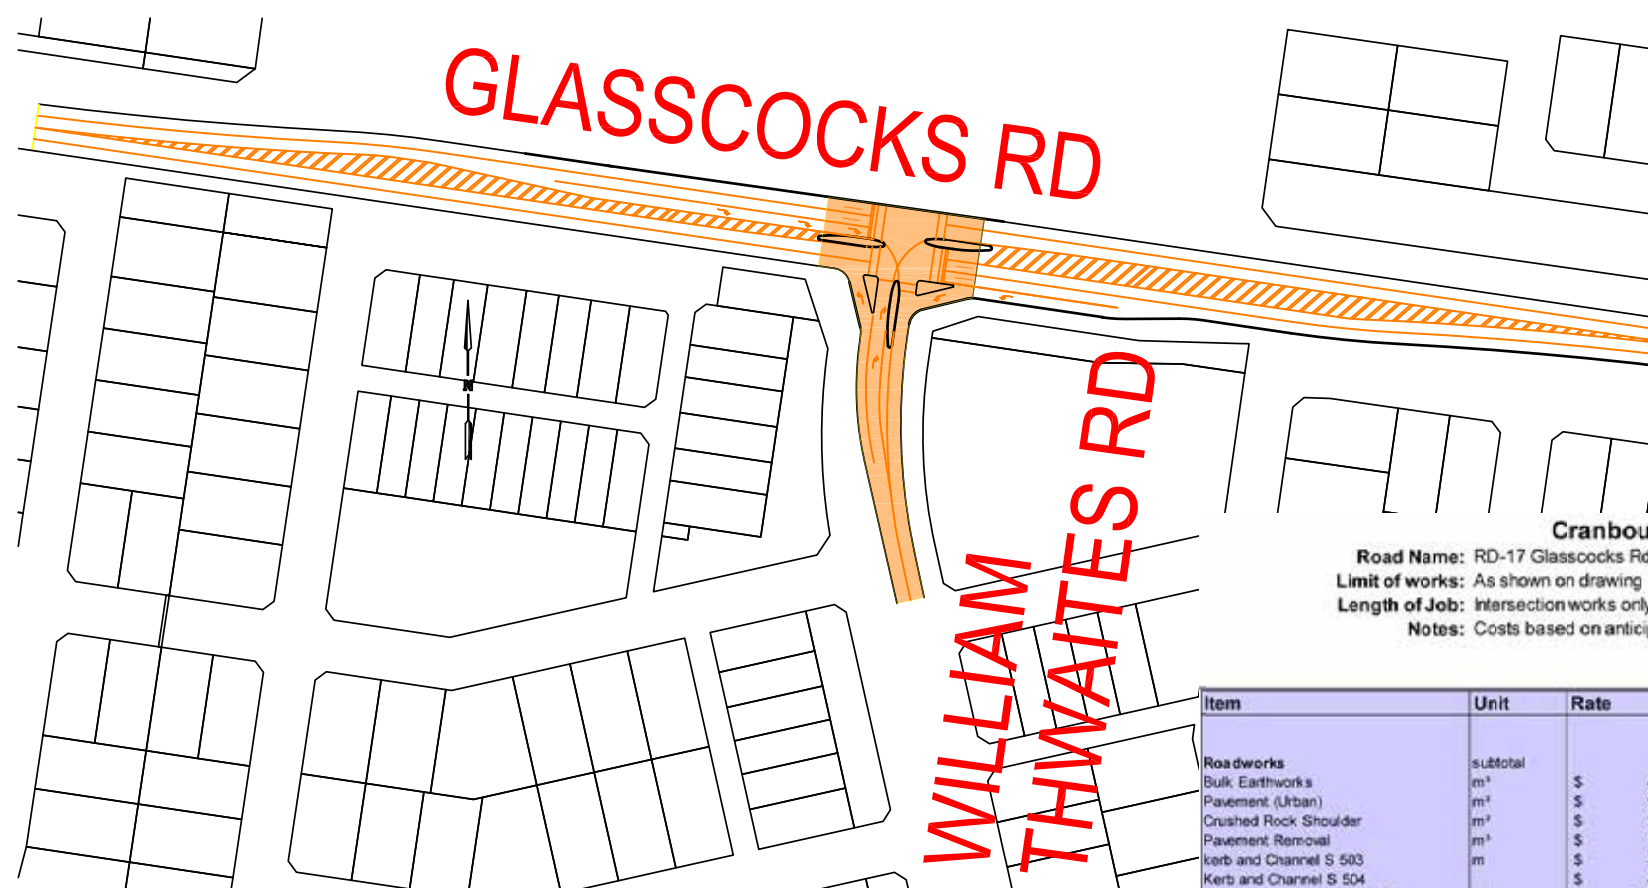 GLASSCOCKS RD
N
WILLIAM
THWAITES RD
Cranbou
Road Name: RD-17 Glasscocks Rd
Limit of works: As shown on drawing
Length of Job: Intersection works only
Notes: Costs based on antici
Item Unit Rate
Roadworks subtotal
Bulk Earthworks m³ $
Pavement (Urban) m² $
Crushed Rock Shoulder m² $
Pavement Removal m² $
kerb and Channel S 503 m $
Kerb and Channel S 504 $